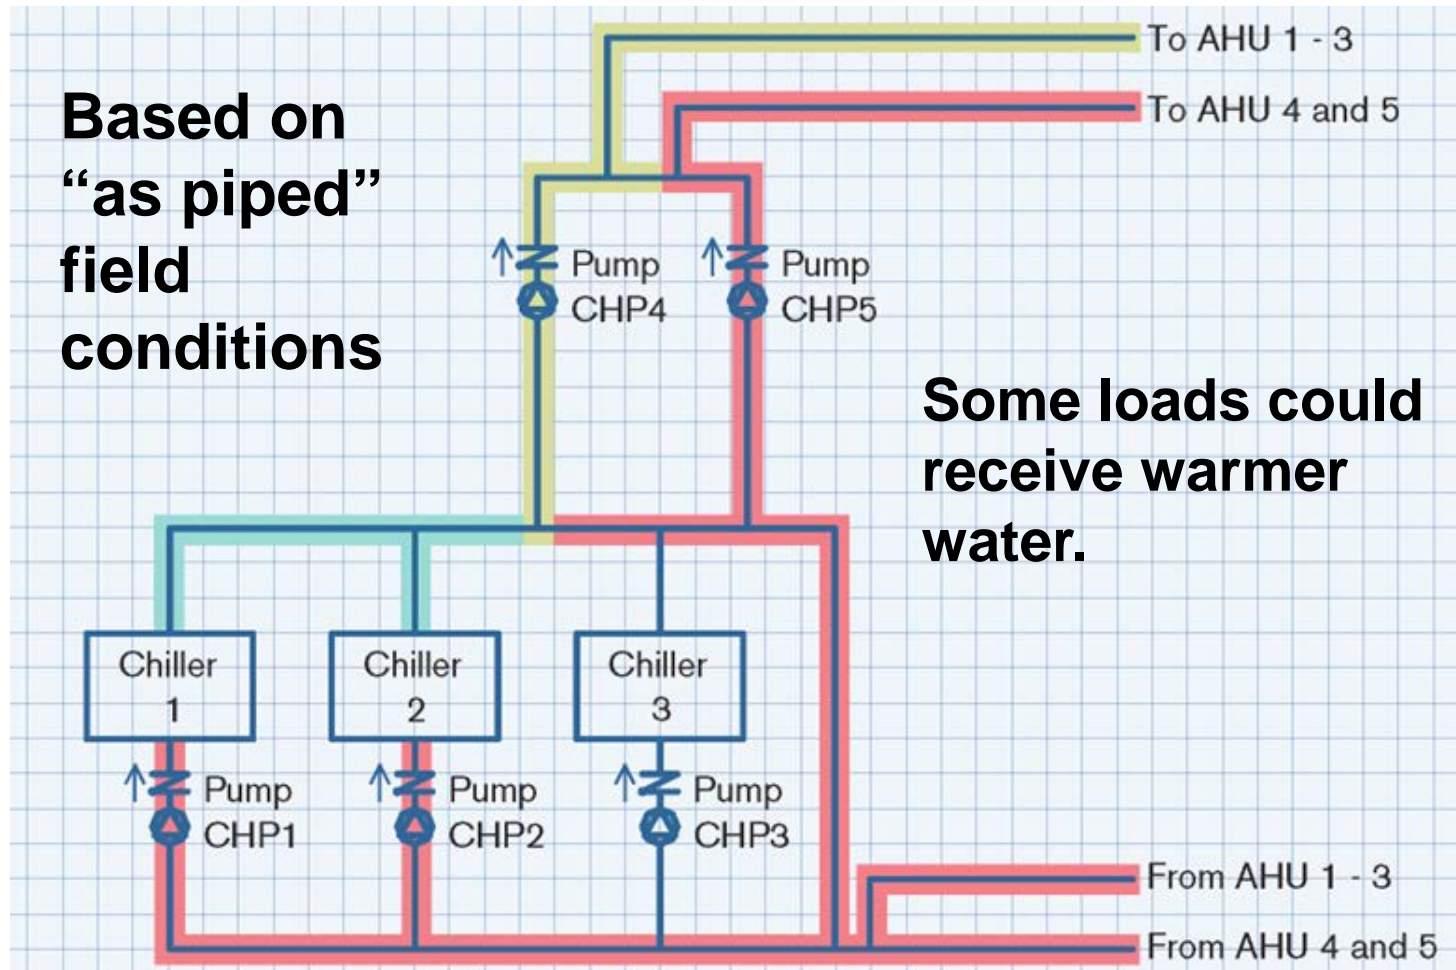 To AHU 1 - 3
To AHU 4 and 5
Based on
“as piped”
field
conditions
Pump
CHP4
Pump
CHP5
Some loads could
receive warmer
water.
Chiller
1
Chiller
2
Chiller
3
Pump
CHP1
Pump
CHP2
Pump
CHP3
From AHU 1 - 3
From AHU 4 and 5